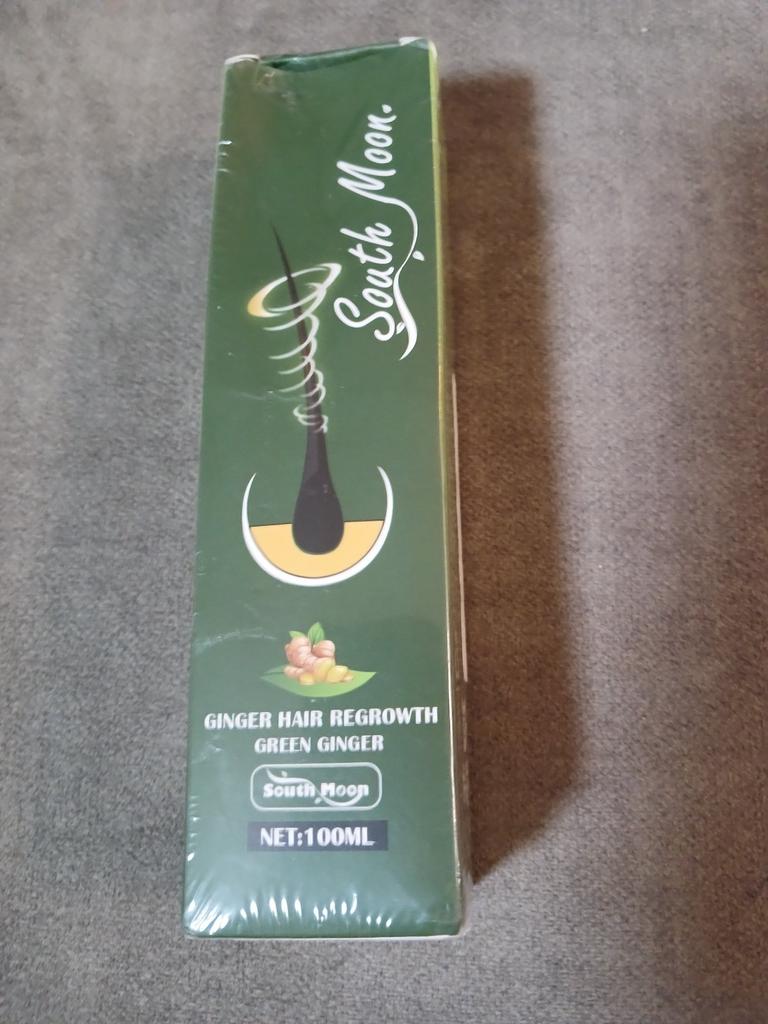 South Moon.
GINGER HAIR REGROWTH
GREEN GINGER
South Moon
NET:100ML